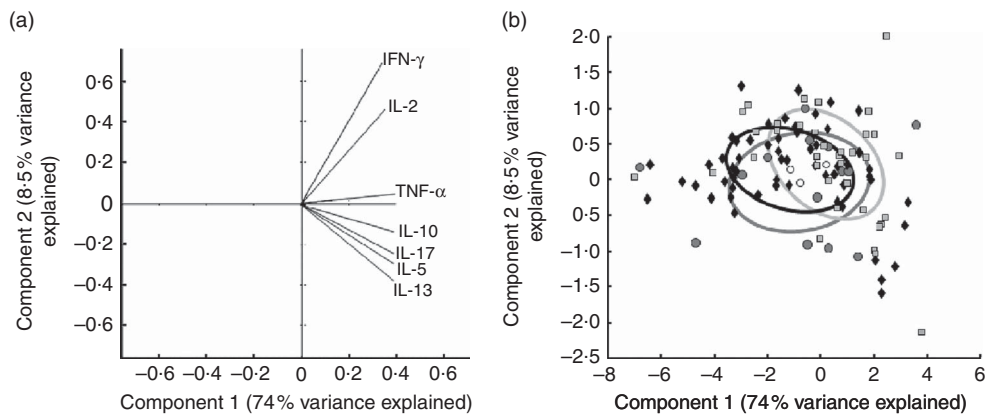 (a)
Component 2 (8·5% variance
explained)
0·6
0·4
0·2
0
−0·2
−0·4
−0·6
IFN-γ
IL-2
TNF-α
IL-10
IL-17
IL-5
IL-13
−0·6 −0·4 −0·2 0 0·2 0·4 0·6
Component 1 (74% variance explained)
(b)
Component 2 (8·5% variance
explained)
2·0
1·5
1·0
0·5
0
−0·5
−1·0
−1·5
−2·0
−2·5
−8 −6 −4 −2 0 2 4 6
Component 1 (74% variance explained)